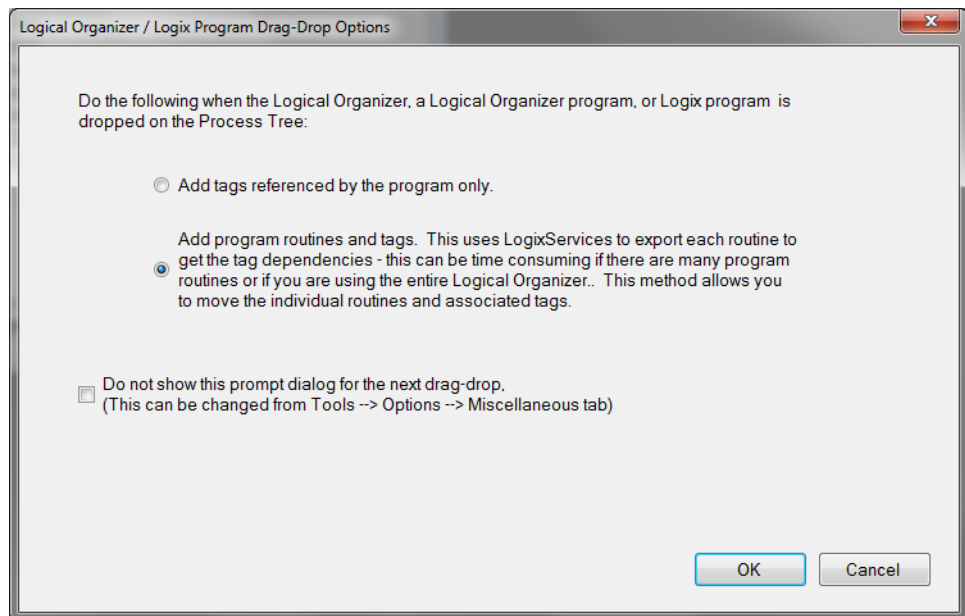 Logical Organizer / Logix Program Drag-Drop Options
Do the following when the Logical Organizer, a Logical Organizer program, or Logix program is
dropped on the Process Tree:
Add tags referenced by the program only.
Add program routines and tags. This uses LogixServices to export each routine to
get the tag dependencies - this can be time consuming if there are many program
routines or if you are using the entire Logical Organizer.. This method allows you
to move the individual routines and associated tags.
Do not show this prompt dialog for the next drag-drop,
(This can be changed from Tools --> Options --> Miscellaneous tab)
OK
Cancel